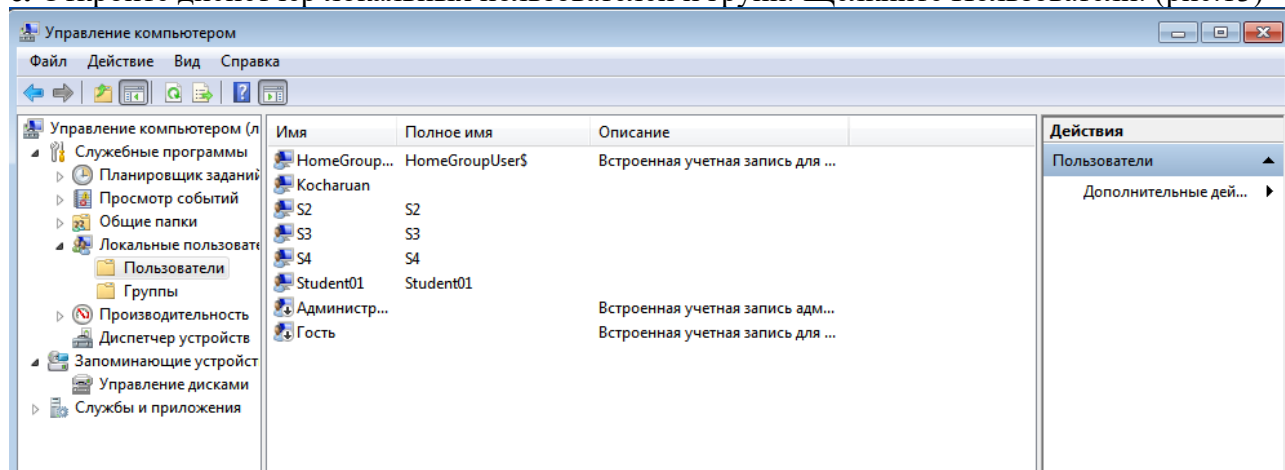 Управление компьютером
Файл Действие Вид Справка
Управление компьютером (л
Служебные программы
Планировщик заданий
Просмотр событий
Общие папки
Локальные пользовате
Пользователи
Группы
Производительность
Диспетчер устройств
Запоминающие устройст
Управление дисками
Службы и приложения
Имя Полное имя Описание
HomeGroup... HomeGroupUser$ Встроенная учетная запись для ...
Kocharuan
S2 S2
S3 S3
S4 S4
Student01 Student01
Администр... Встроенная учетная запись адм...
Гость Встроенная учетная запись для ...
Действия
Пользователи
Дополнительные дей...